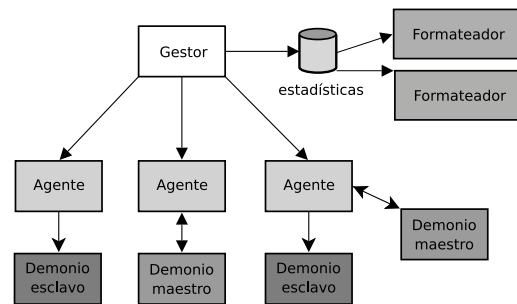 Gestor
Formateador
estadísticas
Formateador
Agente
Agente
Agente
Demonio
esclavo
Demonio
maestro
Demonio
esclavo
Demonio
maestro